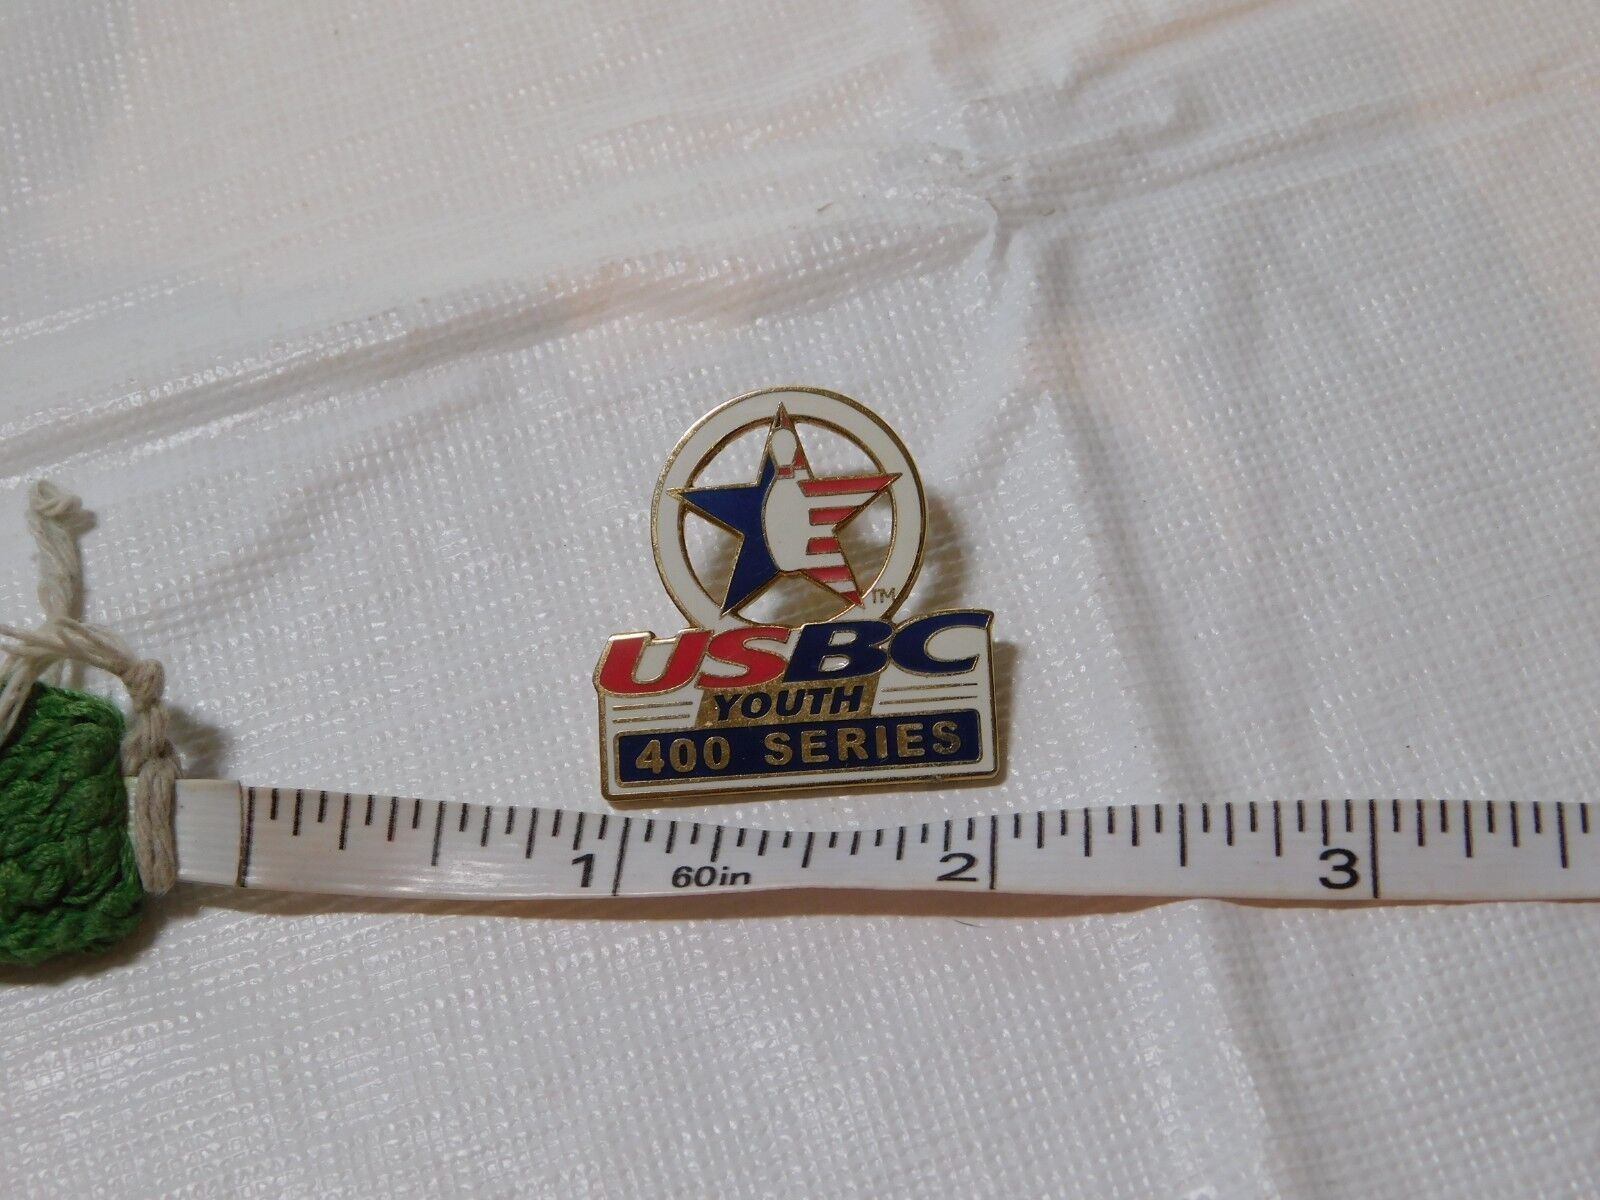 TM
USBC
YOUTH
400 SERIES
1 60in 2 3